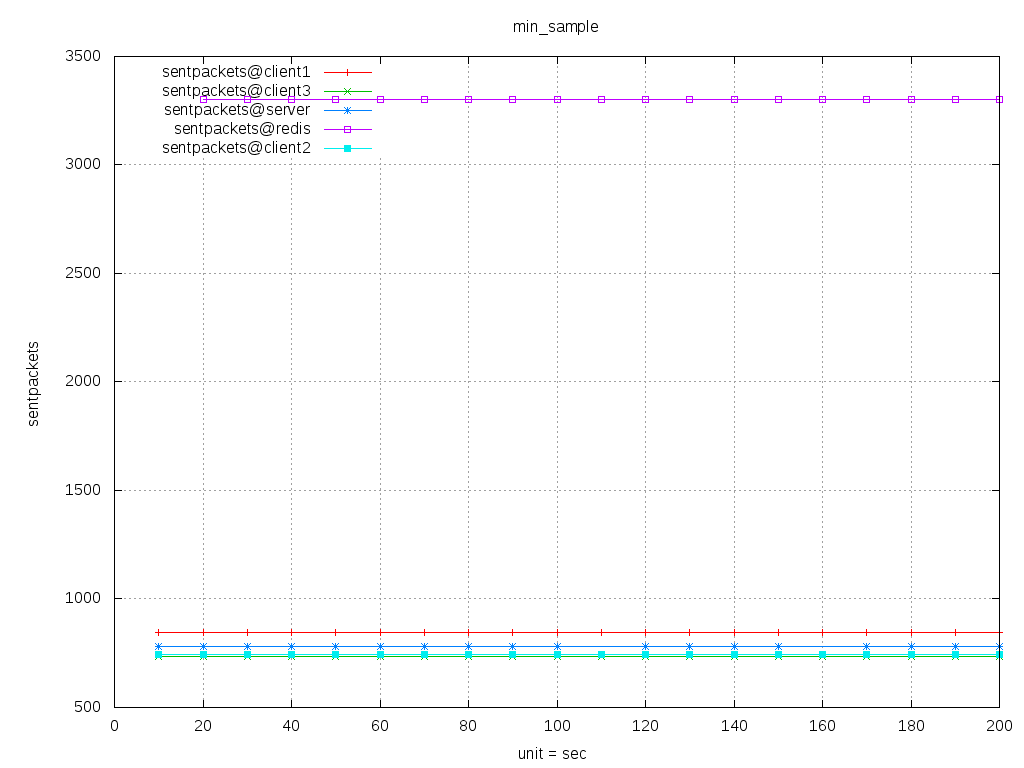 min_sample
3500
sentpackets@client1
sentpackets@client3
sentpackets@server
sentpackets@redis
sentpackets@client2
3000
2500
2000
sentpackets
1500
1000
500
0 20 40 60 80 100 120 140 160 180 200
unit = sec